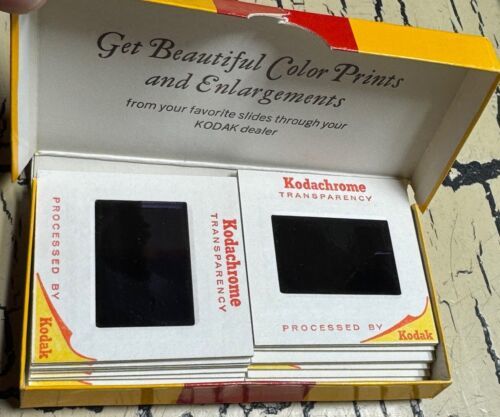 Get Beautiful Color Prints
and Enlargements
from your favorite slides through your
KODAK dealer
PROCESSED BY
Kodak
Kodachrome
TRANSPARENCY
Kodachrome
TRANSPARENCY
PROCESSED BY
Kodak